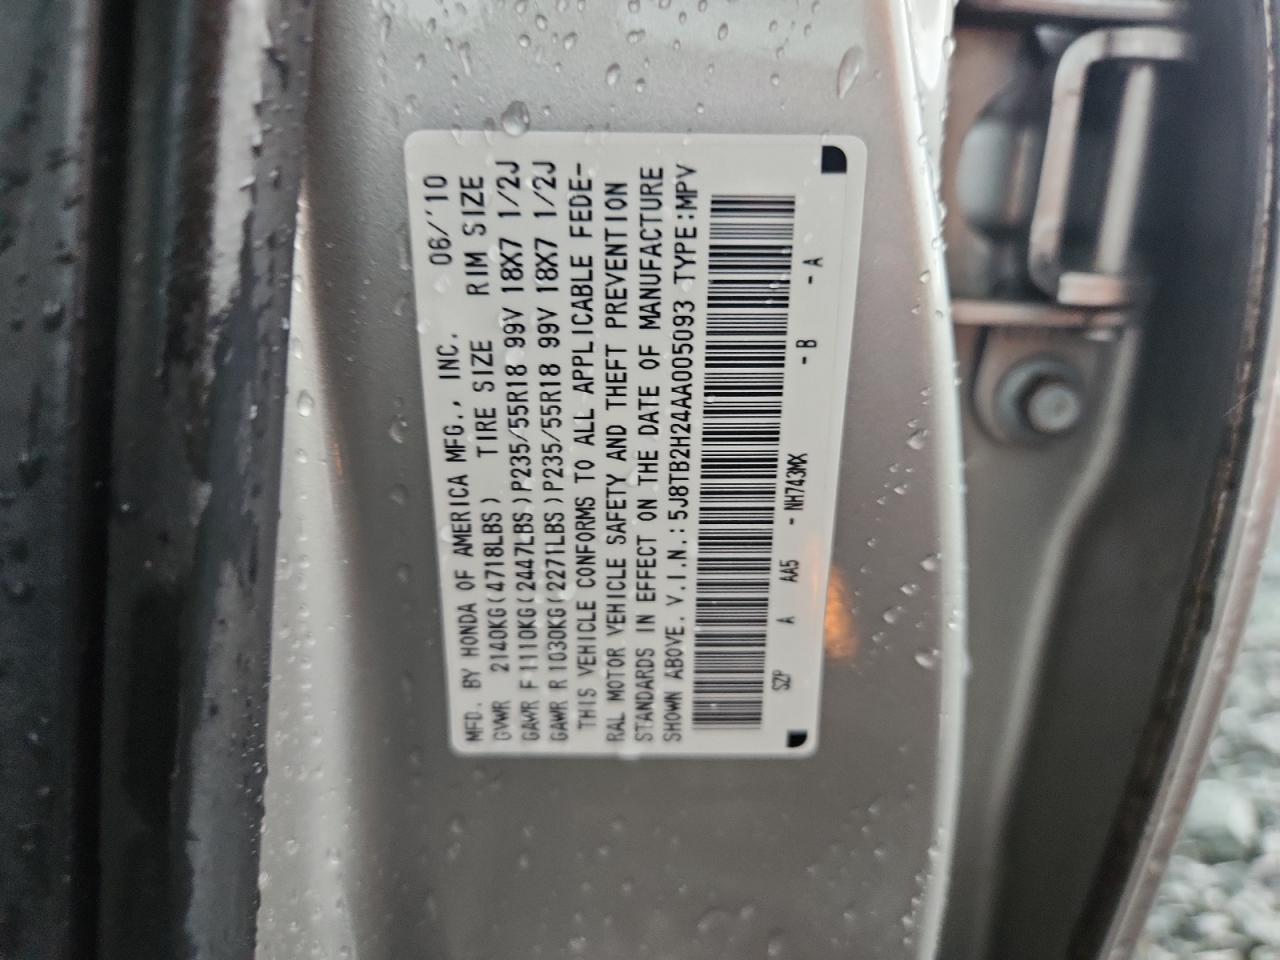 MFD. BY HONDA OF AMERICA MFG., INC. 06/'10
GVWR 2140KG(4718LBS) TIRE SIZE RIM SIZE
GAWR F 1110KG(2447LBS)P235/55R18 99V 18X7 1/2J
GAWR R 1030KG(2271LBS)P235/55R18 99V 18X7 1/2J
THIS VEHICLE CONFORMS TO ALL APPLICABLE FEDE-
RAL MOTOR VEHICLE SAFETY AND THEFT PREVENTION
STANDARDS IN EFFECT ON THE DATE OF MANUFACTURE
SHOWN ABOVE. V.I.N.: 5J8TB2H24AA005093 TYPE:MPV
SZP A AA5 - NH743MX - B - A